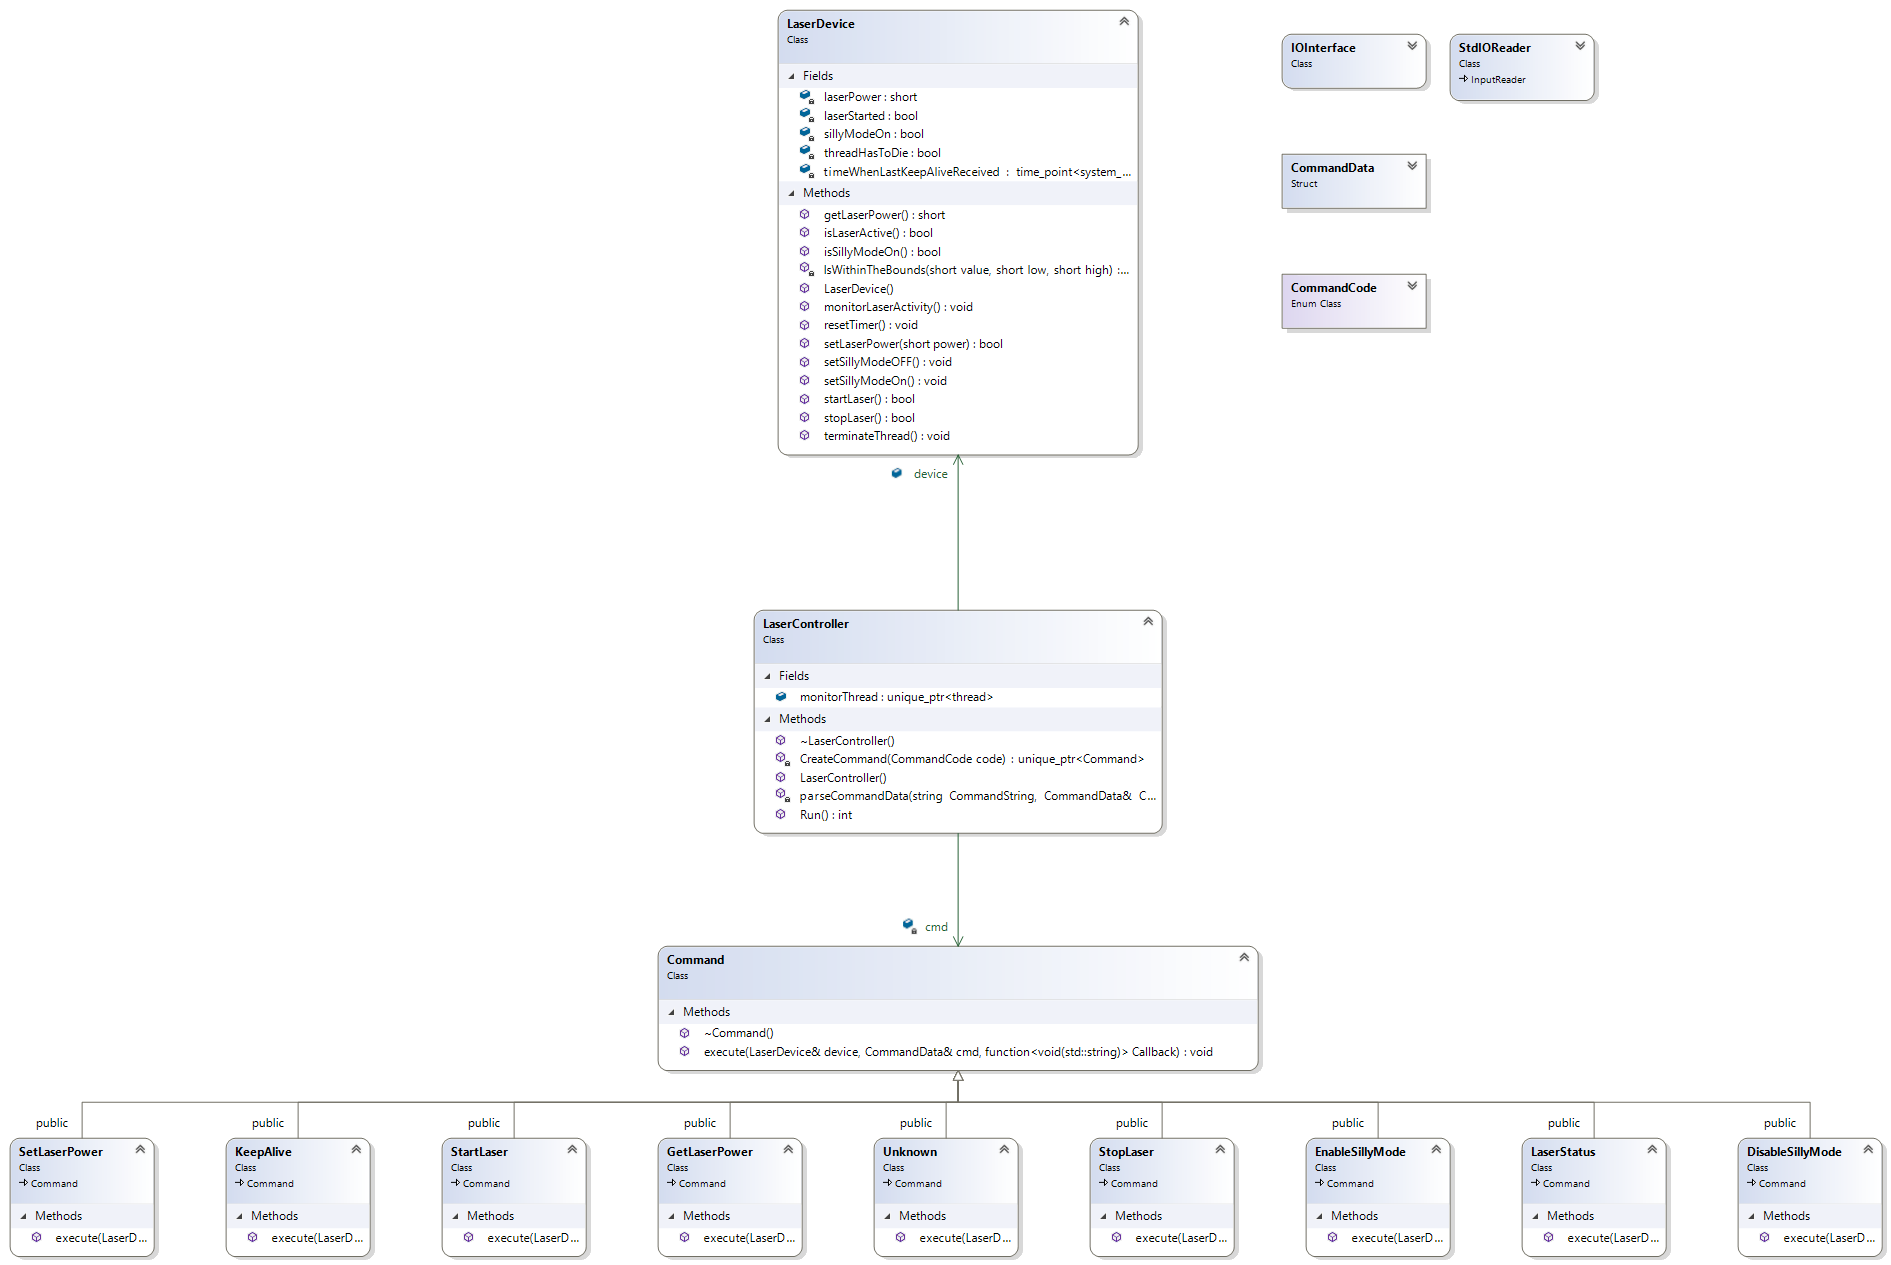 LaserDevice
Class
Fields
laserPower : short
laserStarted : bool
sillyModeOn : bool
threadHasToDie : bool
timeWhenLastKeepAliveReceived : time_point<system_...
Methods
getLaserPower() : short
isLaserActive() : bool
isSillyModeOn() : bool
IsWithinTheBounds(short value, short low, short high) :...
LaserDevice()
monitorLaserActivity() : void
resetTimer() : void
setLaserPower(short power) : bool
setSillyModeOFF() : void
setSillyModeOn() : void
startLaser() : bool
stopLaser() : bool
terminateThread() : void
IOInterface
Class
StdIOReader
Class
InputReader
CommandData
Struct
CommandCode
Enum Class
device
LaserController
Class
Fields
monitorThread : unique_ptr<thread>
Methods
~LaserController()
CreateCommand(CommandCode code) : unique_ptr<Command>
LaserController()
parseCommandData(string CommandString, CommandData& C...
Run() : int
cmd
Command
Class
Methods
~Command()
execute(LaserDevice& device, CommandData& cmd, function<void(std::string)> Callback) : void
public
SetLaserPower
Class
Command
Methods
execute(LaserD...
public
KeepAlive
Class
Command
Methods
execute(LaserD...
public
StartLaser
Class
Command
Methods
execute(LaserD...
public
GetLaserPower
Class
Command
Methods
execute(LaserD...
public
Unknown
Class
Command
Methods
execute(LaserD...
public
StopLaser
Class
Command
Methods
execute(LaserD...
public
EnableSillyMode
Class
Command
Methods
execute(LaserD...
public
LaserStatus
Class
Command
Methods
execute(LaserD...
public
DisableSillyMode
Class
Command
Methods
execute(LaserD...